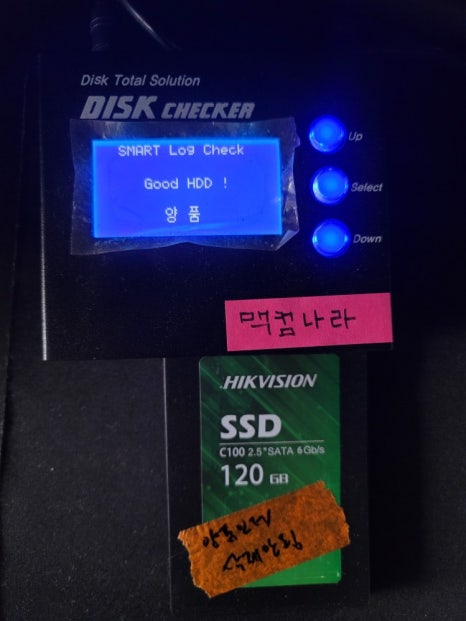 Disk Total Solution
DISK CHECKER
SMART Log Check
Good HDD !
양 품
Up
Select
Down
맥컴나라
HIKVISION
SSD
C100 2.5" SATA 6Gb/s
120 GB